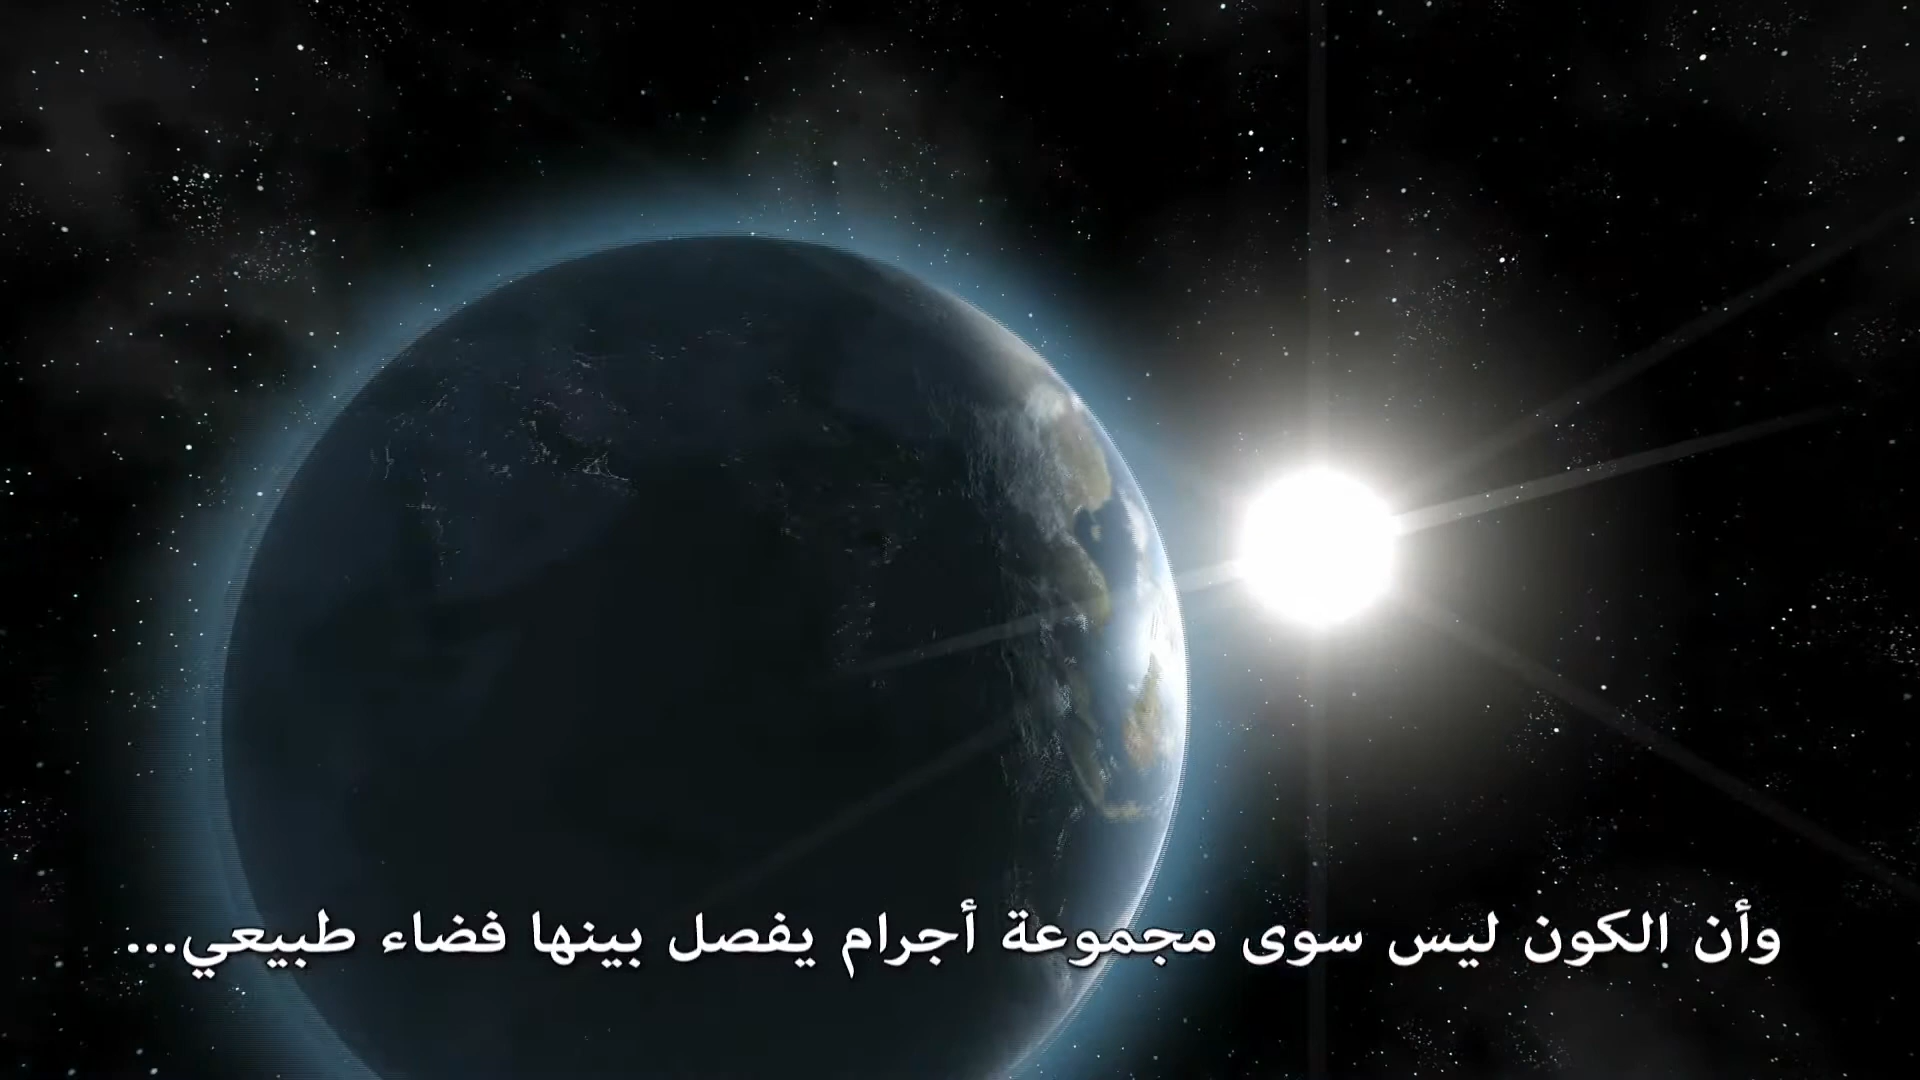 وأن الكون ليس سوى مجموعة أجرام يفصل بينها فضاء طبيعي...